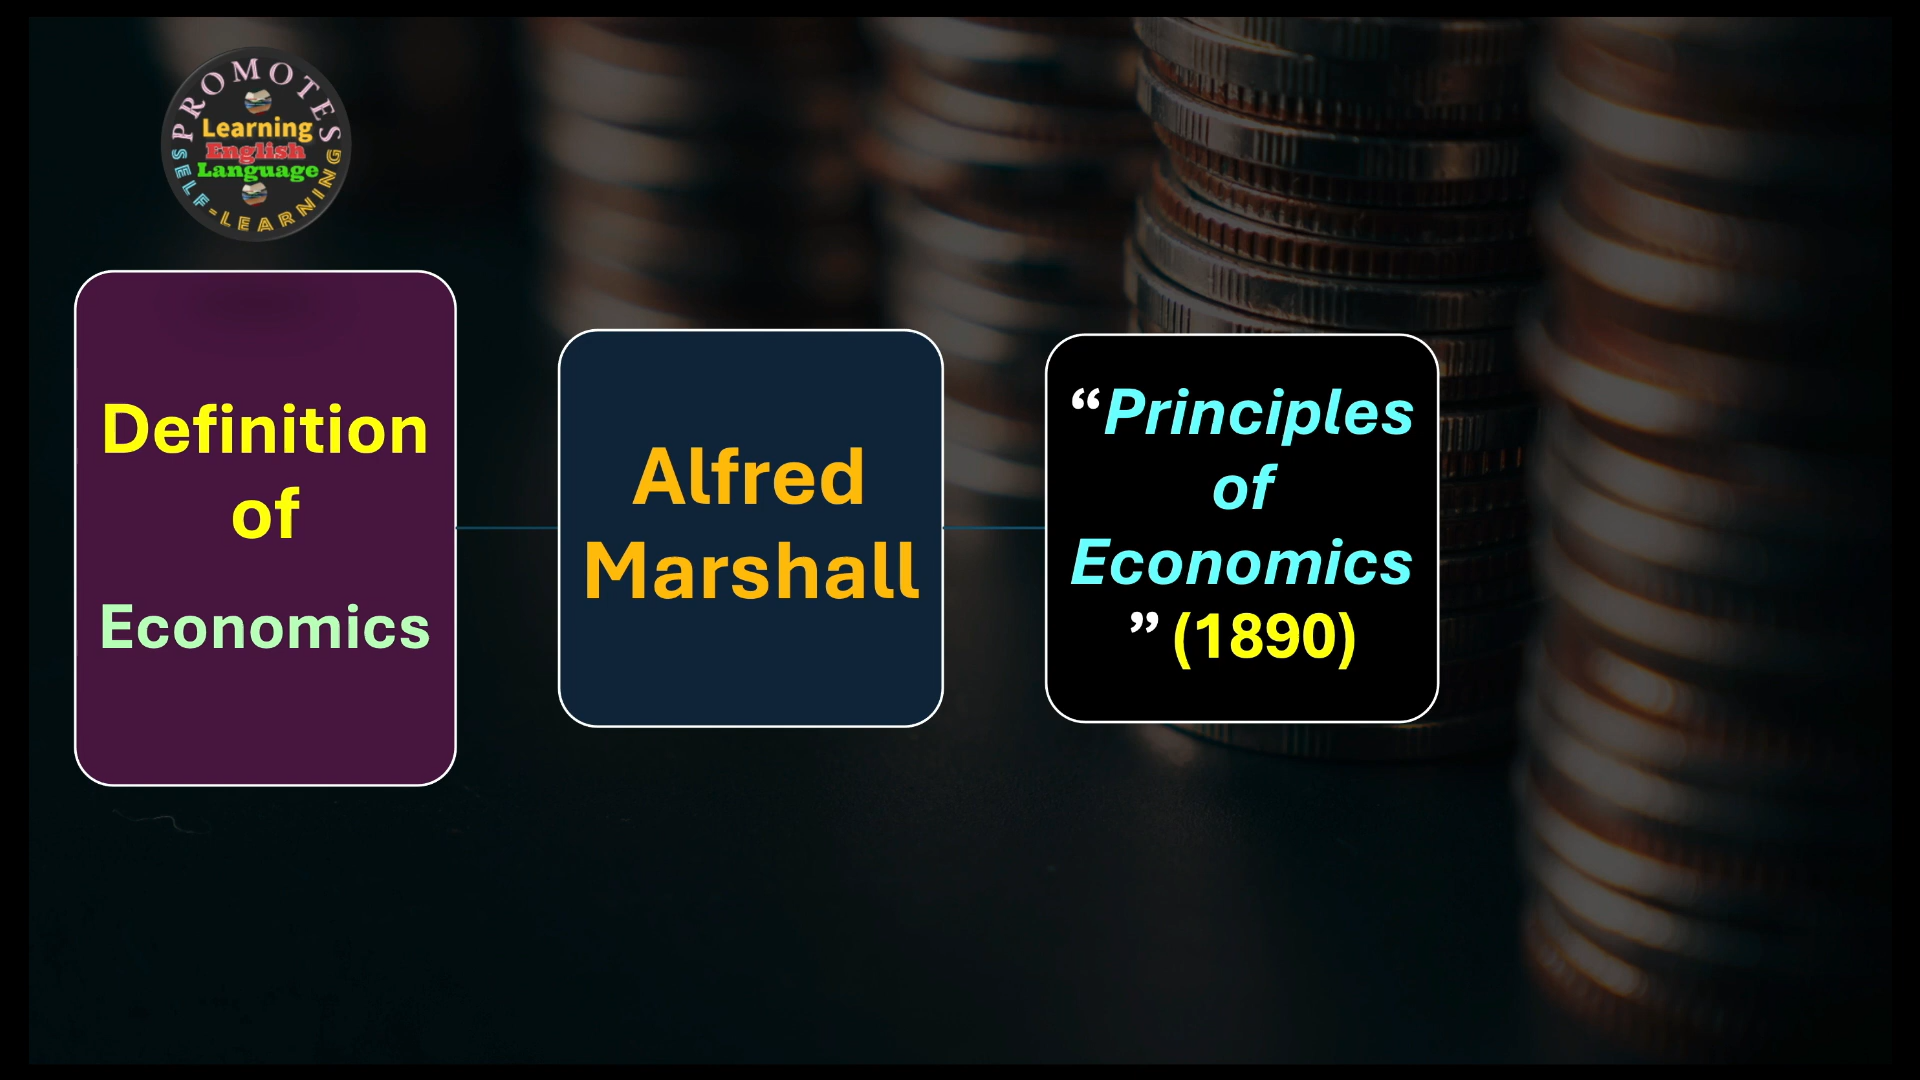 PROMOTES
Learning
English
Language
SELF-LEARNING
Definition
of
Economics
Alfred
Marshall
“Principles
of
Economics
” (1890)